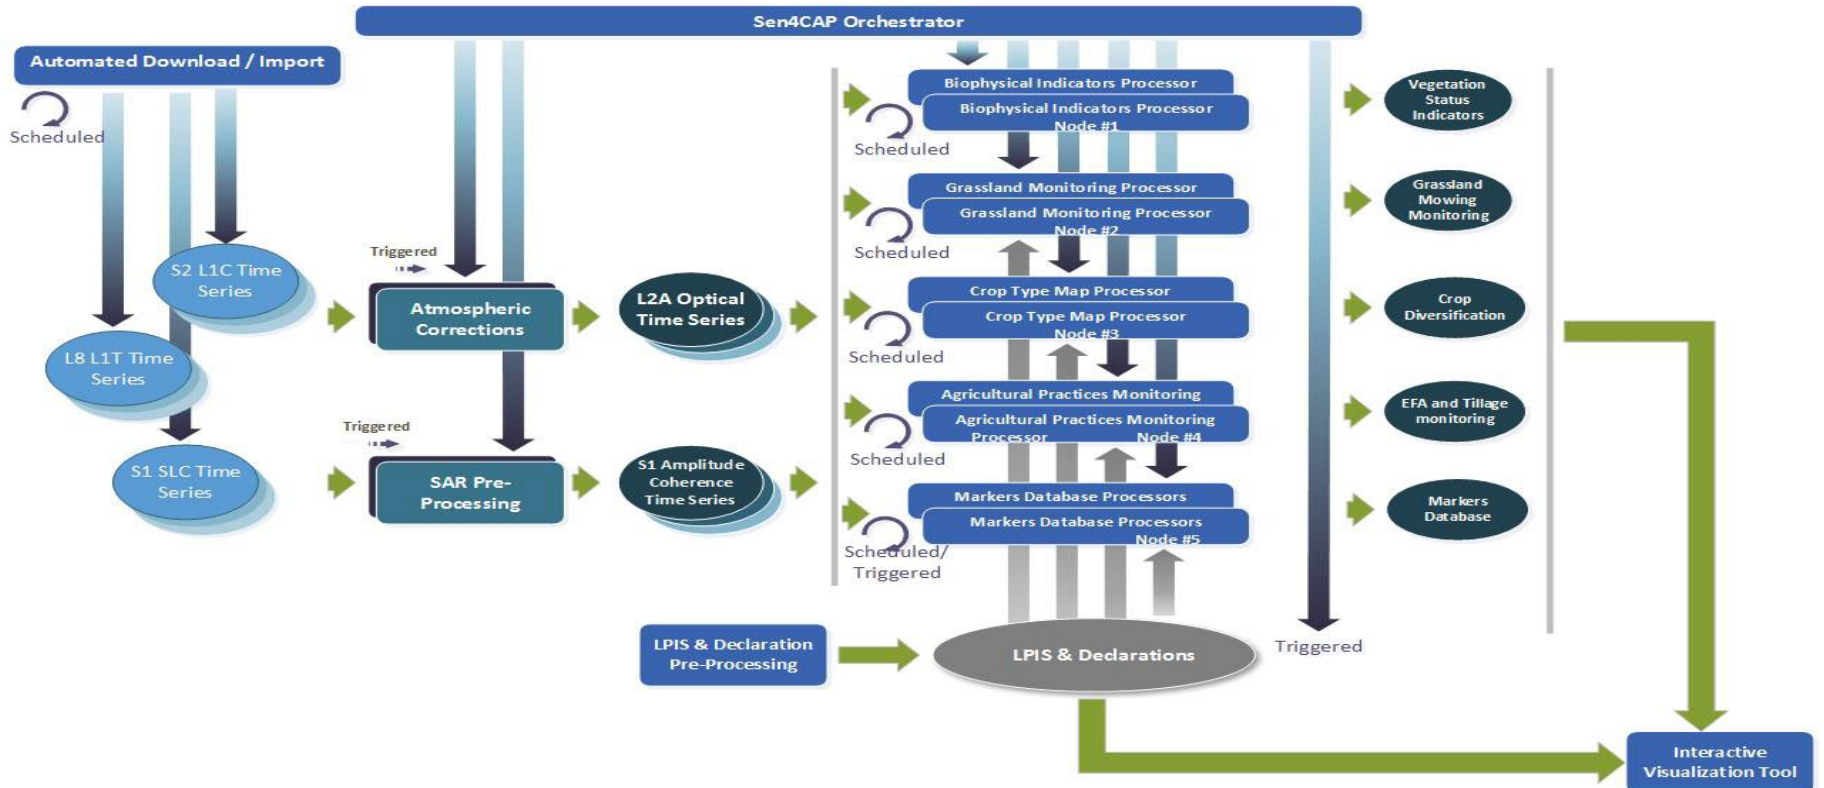 Sen4CAP Orchestrator
Automated Download / Import
Scheduled
S2 L1C Time
Series
L8 L1T Time
Series
S1 SLC Time
Series
Triggered
Atmospheric
Corrections
Triggered
SAR Pre-
Processing
L2A Optical
Time Series
S1 Amplitude
Coherence
Time Series
Biophysical Indicators Processor
Biophysical Indicators Processor
Node #1
Scheduled
Grassland Monitoring Processor
Grassland Monitoring Processor
Node #2
Scheduled
Crop Type Map Processor
Crop Type Map Processor
Node #3
Scheduled
Agricultural Practices Monitoring
Agricultural Practices Monitoring
Processor Node #4
Scheduled
Markers Database Processors
Markers Database Processors
Node #5
Scheduled/
Triggered
LPIS & Declaration
Pre-Processing
LPIS & Declarations
Triggered
Vegetation
Status
Indicators
Grassland
Mowing
Monitoring
Crop
Diversification
EFA and Tillage
monitoring
Markers
Database
Interactive
Visualization Tool